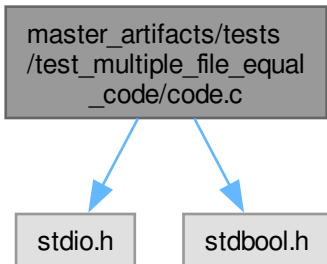 master_artifacts/tests
/test_multiple_file_equal
_code/code.c
stdio.h
stdbool.h